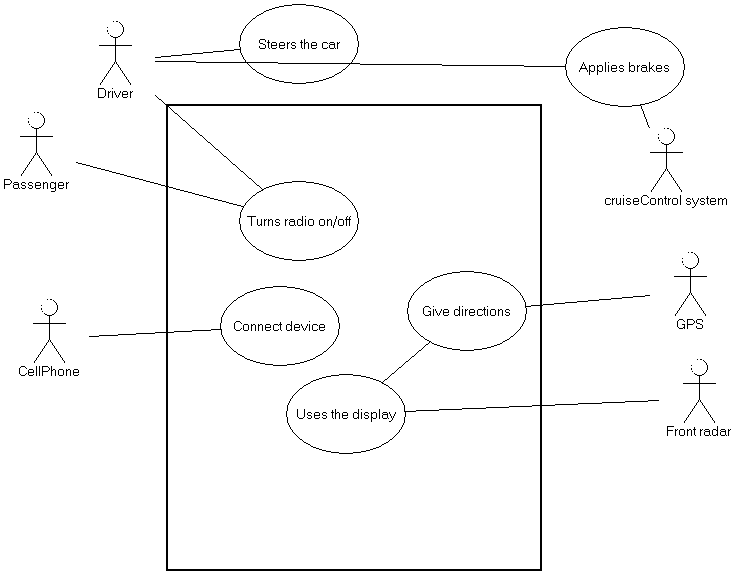 Steers the car
Applies brakes
Driver
Passenger
cruiseControl system
Turns radio on/off
Give directions
GPS
Connect device
CellPhone
Uses the display
Front radar